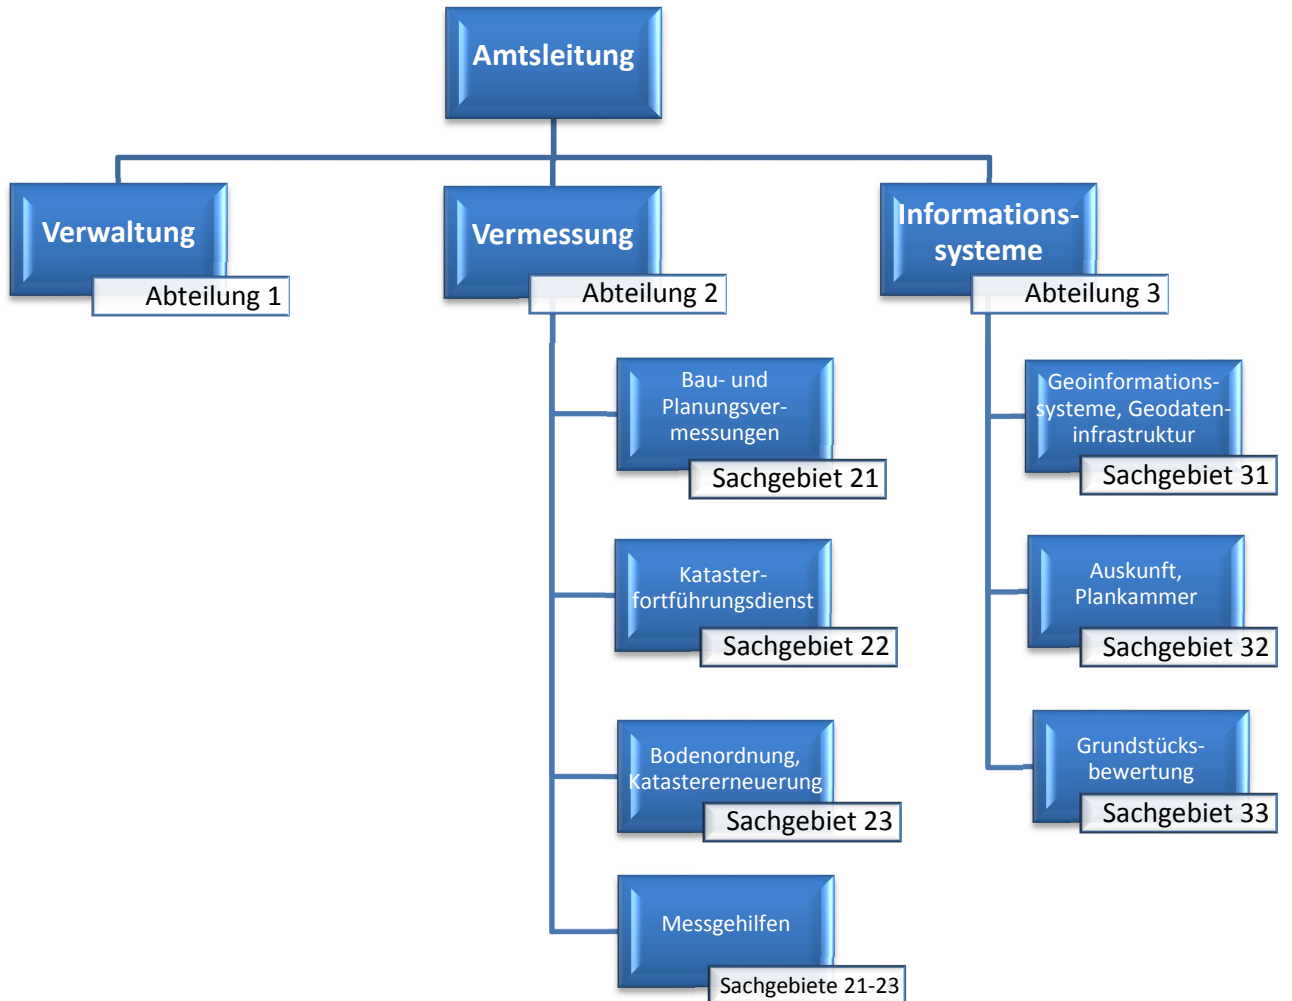 Amtsleitung
Verwaltung
Abteilung 1
Vermessung
Abteilung 2
Informations-
systeme
Abteilung 3
Bau- und
Planungsver-
messungen
Sachgebiet 21
Kataster-
fortführungsdienst
Sachgebiet 22
Bodenordnung,
Katastererneuerung
Sachgebiet 23
Messgehilfen
Sachgebiete 21-23
Geoinformations-
systeme, Geodaten-
infrastruktur
Sachgebiet 31
Auskunft,
Plankammer
Sachgebiet 32
Grundstücks-
bewertung
Sachgebiet 33